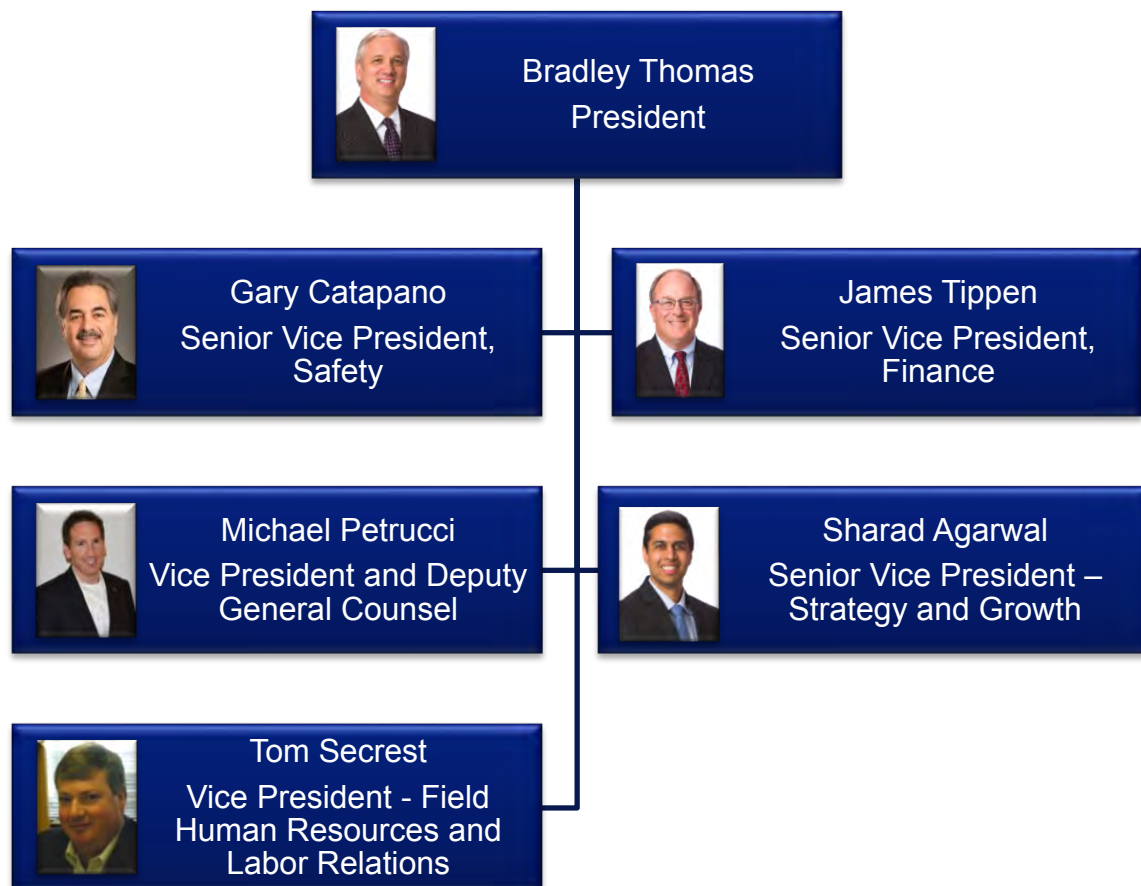 Bradley Thomas
President
Gary Catapano
Senior Vice President,
Safety
James Tippen
Senior Vice President,
Finance
Michael Petrucci
Vice President and Deputy
General Counsel
Sharad Agarwal
Senior Vice President –
Strategy and Growth
Tom Secrest
Vice President - Field
Human Resources and
Labor Relations